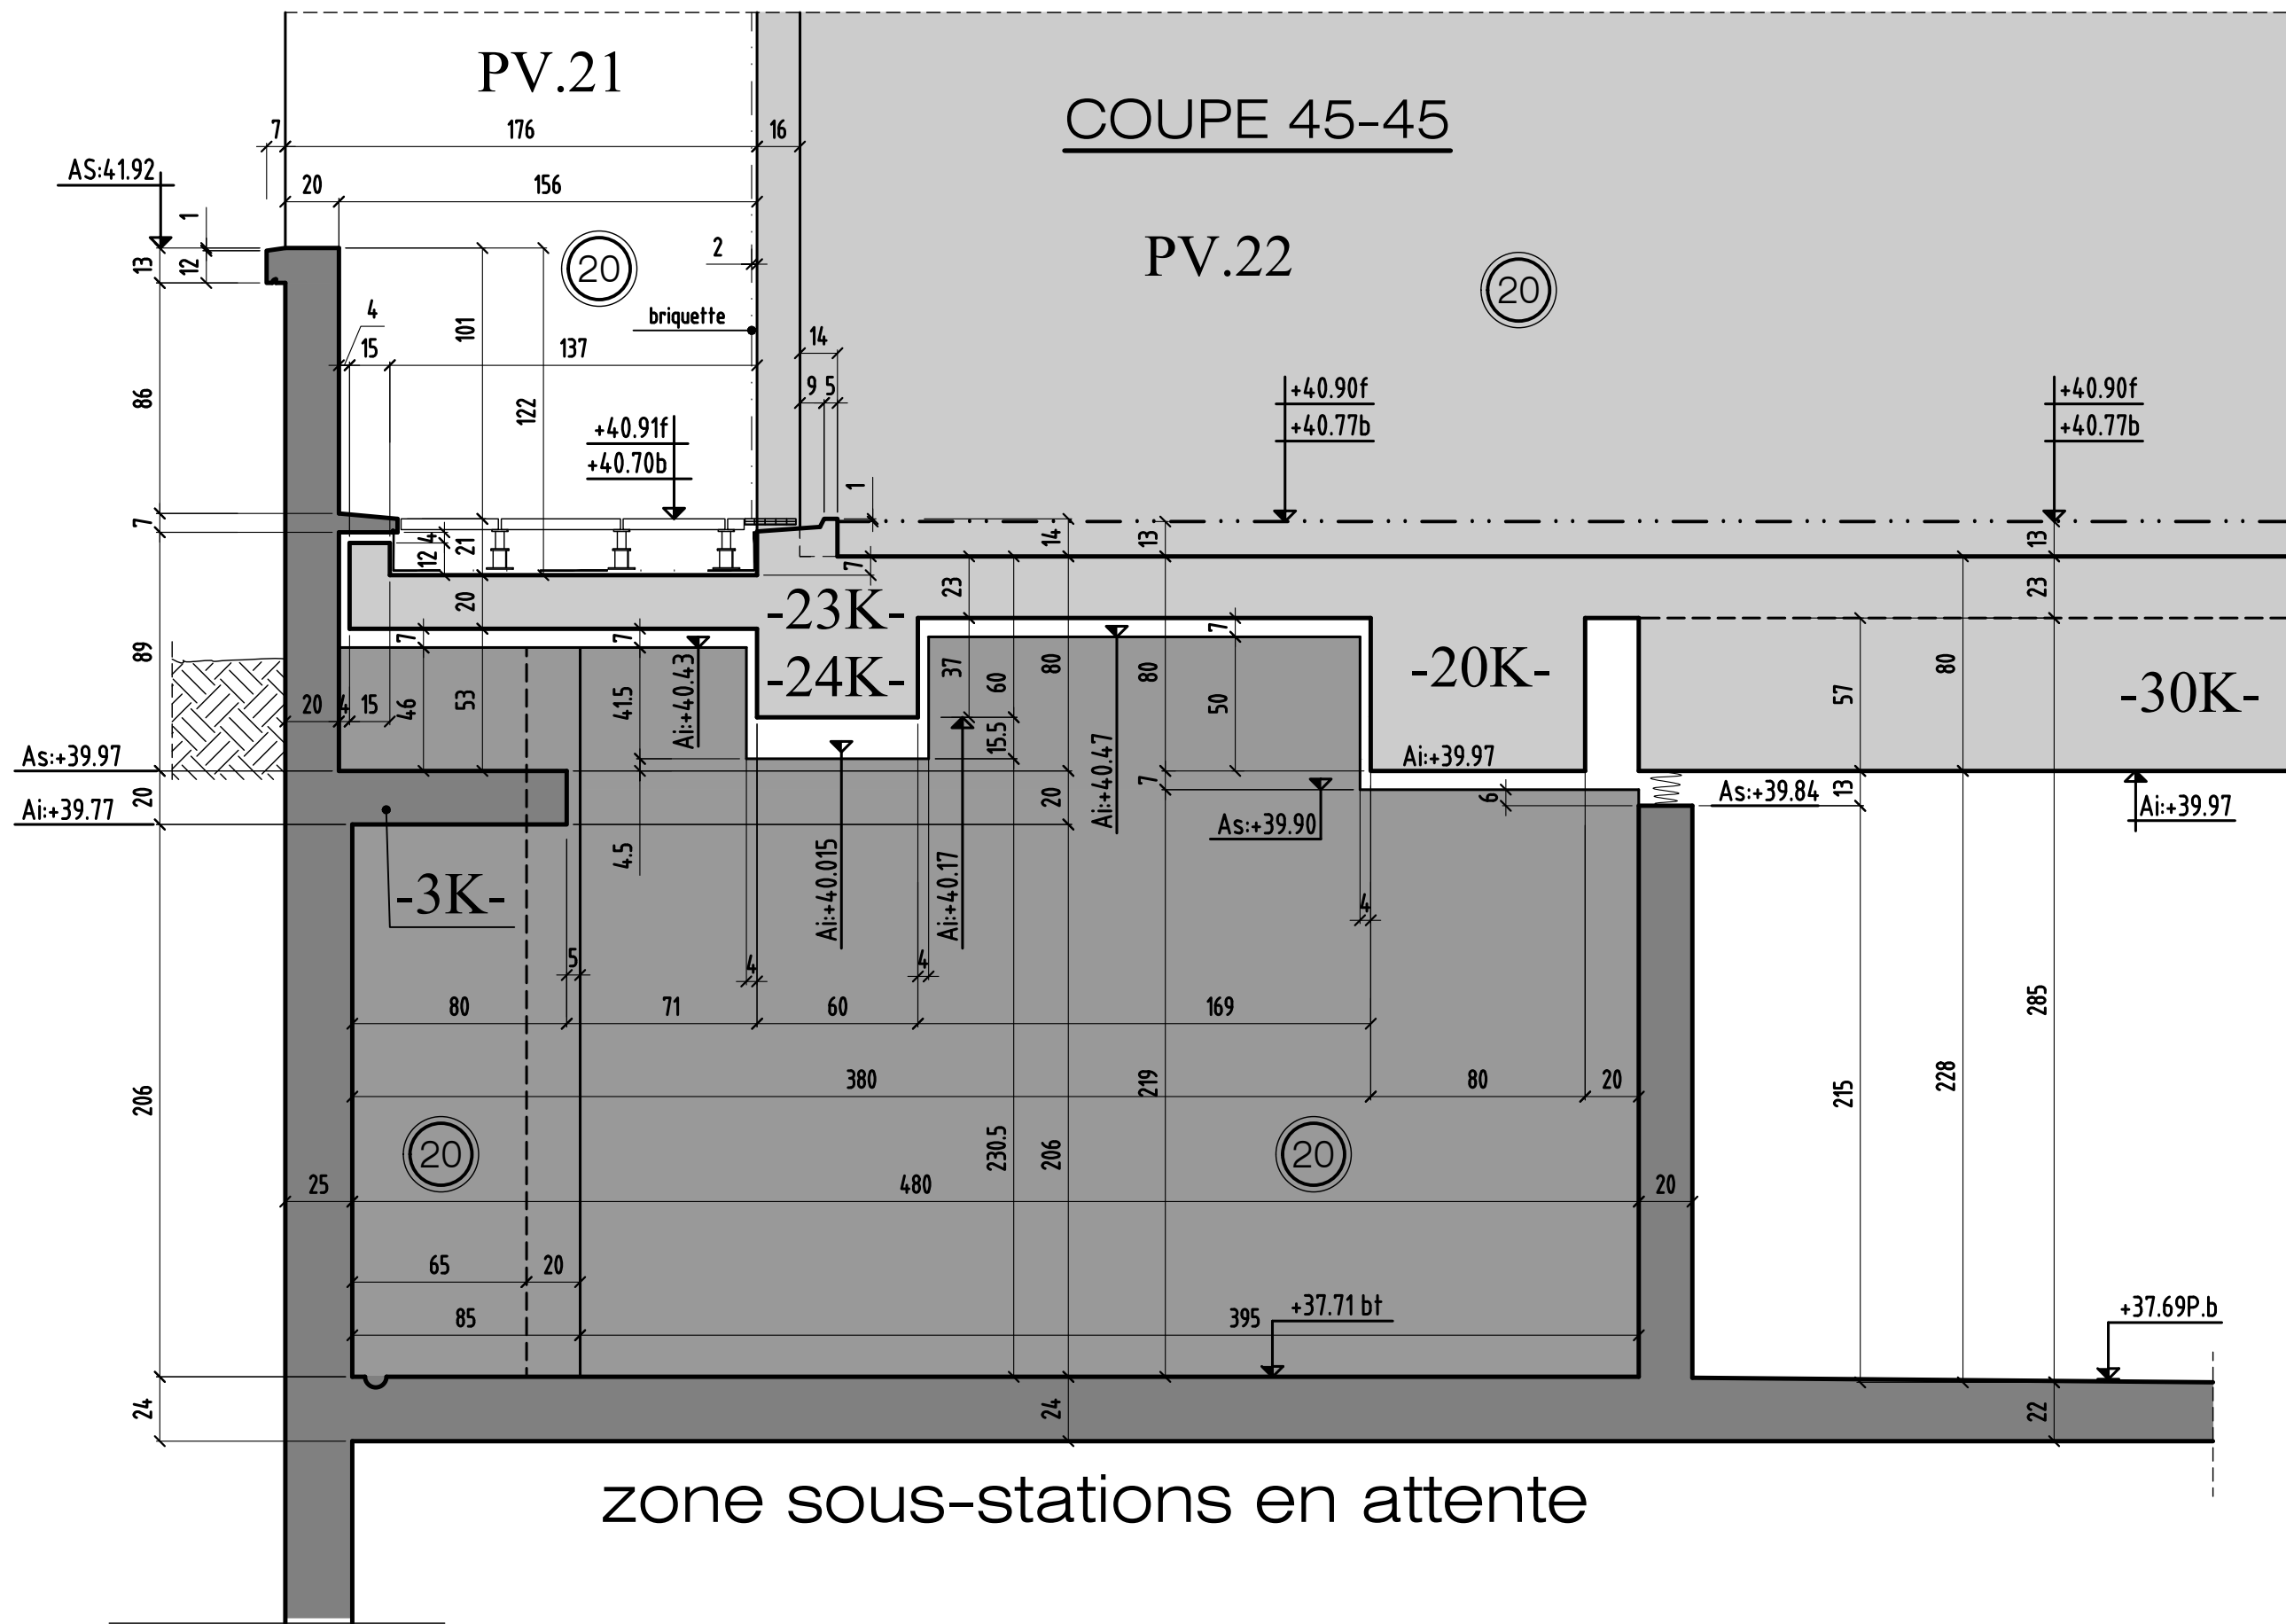 PV.21
COUPE 45-45
7
176
16
AS:41.92
20
156
1
13
12
20
2
PV.22
20
4
101
briquette
14
15
137
9
5
86
122
+40.91f
+40.70b
+40.90f
+40.77b
+40.90f
+40.77b
1
7
4
12
21
14
13
13
7
20
-23K-
23
23
89
7
7
7
-24K-
37
60
80
80
-20K-
57
80
-30K-
20
4
15
46
53
41.5
Ai:+40.43
15.5
50
As:+39.97
Ai:+39.97
20
Ai:+39.77
20
7
6
As:+39.84
13
Ai:+39.97
As:+39.90
4.5
Ai:+40.015
Ai:+40.17
Ai:+40.47
-3K-
4
5
4
4
80
71
60
169
285
206
380
219
80
20
215
228
20
230.5
206
20
25
480
20
65
20
85
395
+37.71 bt
+37.69P.b
24
24
22
zone sous-stations en attente